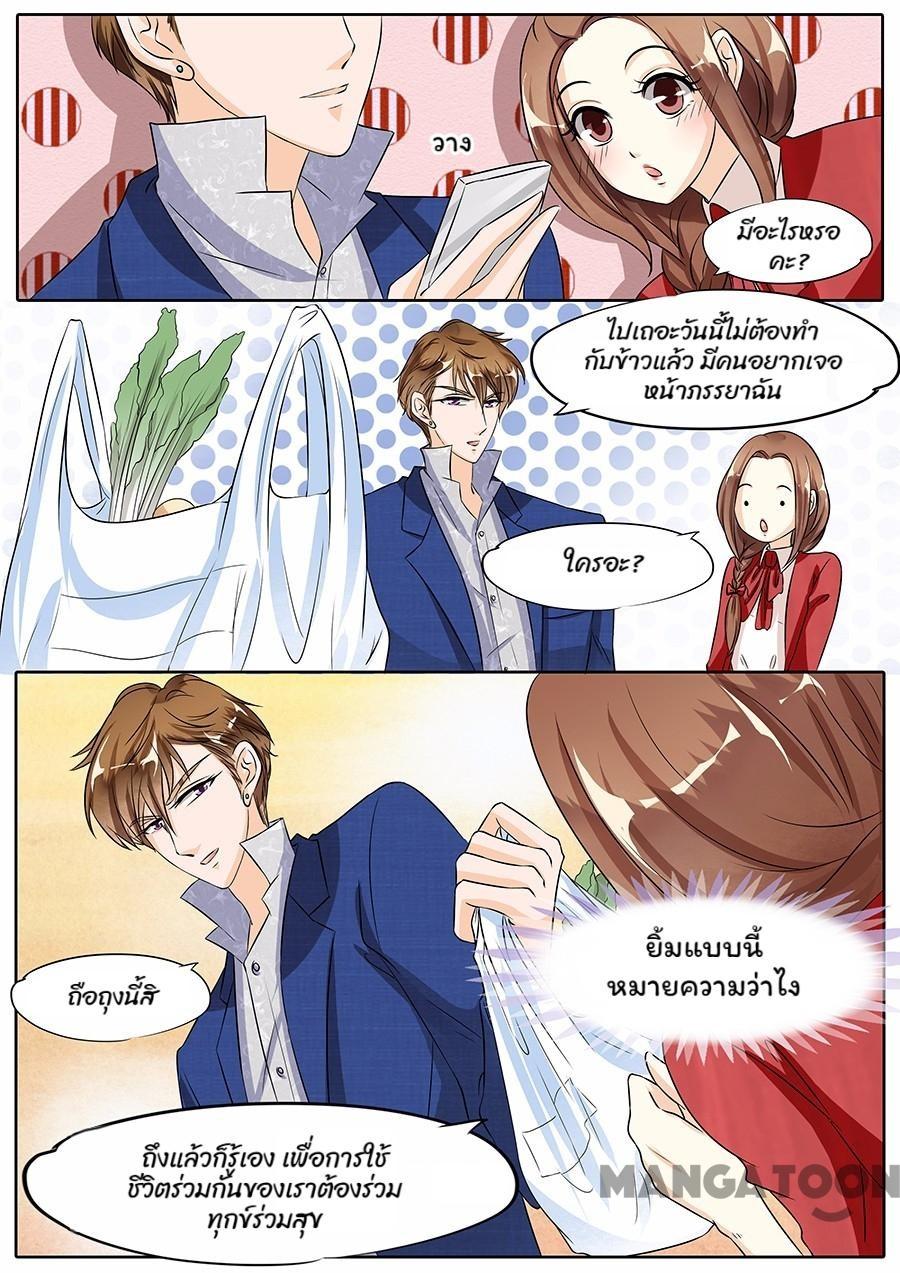 วาง
มีอะไรหรอ
คะ?
ไปเถอะวันนี้ไม่ต้องทำ
กับข้าวแล้ว มีคนอยากเจอ
หน้าภรรยาฉัน
ใครอะ?
ยิ้มแบบนี้
หมายความว่าไง
ถือถุงนี้สิ
ถึงแล้วก็รู้เอง เพื่อการใช้
ชีวิตร่วมกันของเราต้องร่วม
ทุกข์ร่วมสุข
MANGATOON